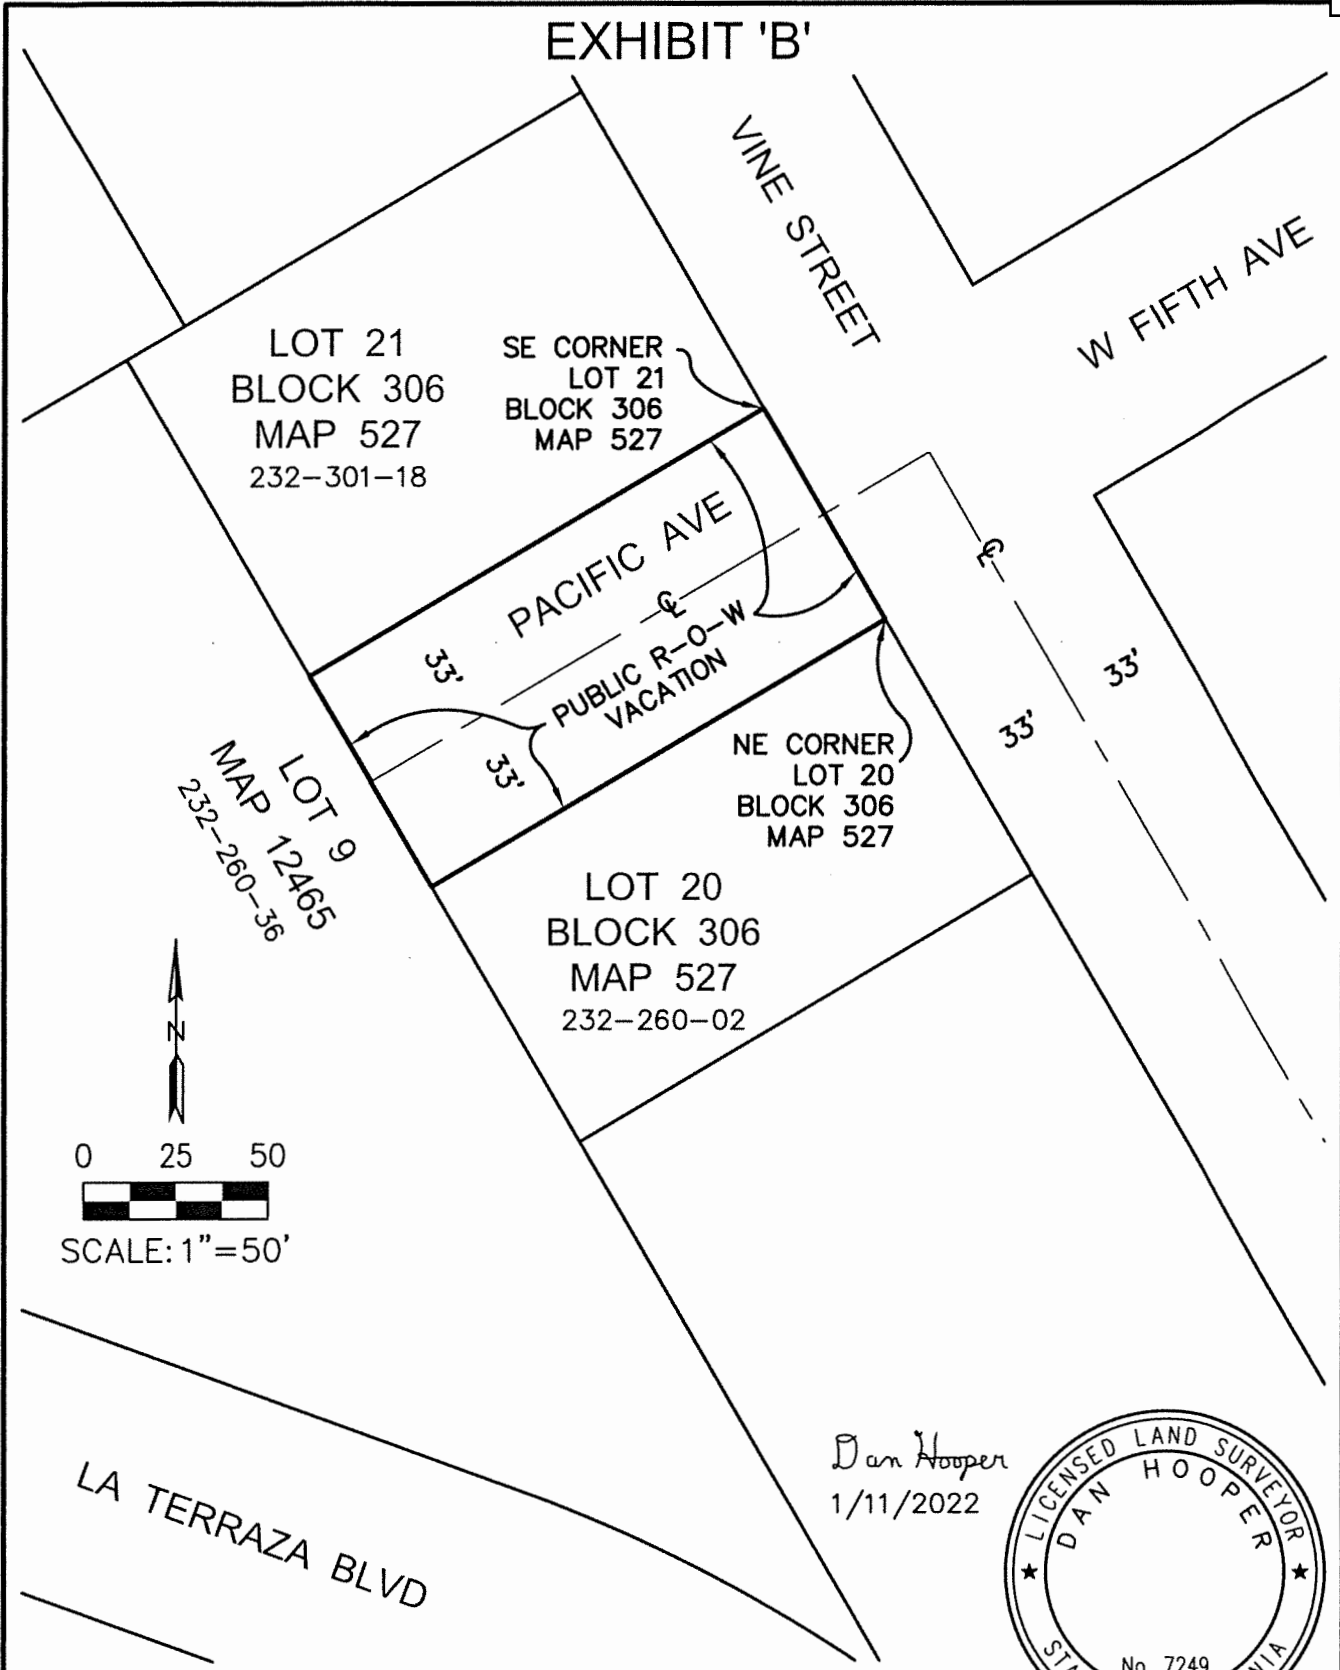 EXHIBIT 'B'
VINE STREET
W FIFTH AVE
LOT 21
BLOCK 306
MAP 527
232-301-18
SE CORNER
LOT 21
BLOCK 306
MAP 527
PACIFIC AVE
℄
℄
33'
PUBLIC R-O-W
VACATION
33'
33'
33'
NE CORNER
LOT 20
BLOCK 306
MAP 527
LOT 9
MAP 12465
232-260-36
LOT 20
BLOCK 306
MAP 527
232-260-02
N
0 25 50
SCALE: 1"=50'
LA TERRAZA BLVD
Dan Hooper
1/11/2022
LICENSED LAND SURVEYOR
DAN HOOPER
No. 7249